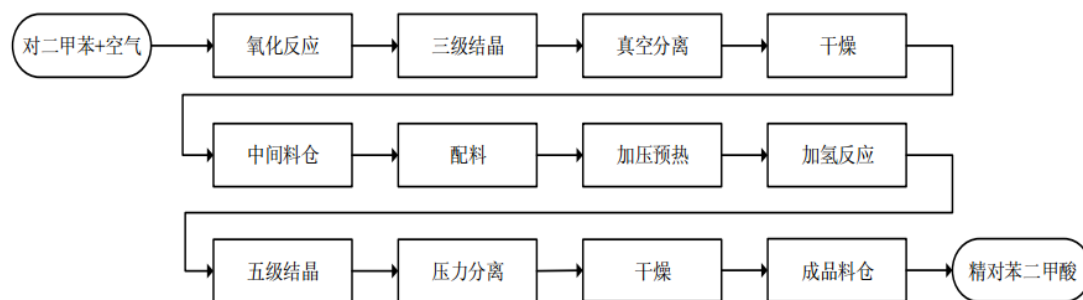 对二甲苯+空气
氧化反应
三级结晶
真空分离
干燥
中间料仓
配料
加压预热
加氢反应
五级结晶
压力分离
干燥
成品料仓
精对苯二甲酸